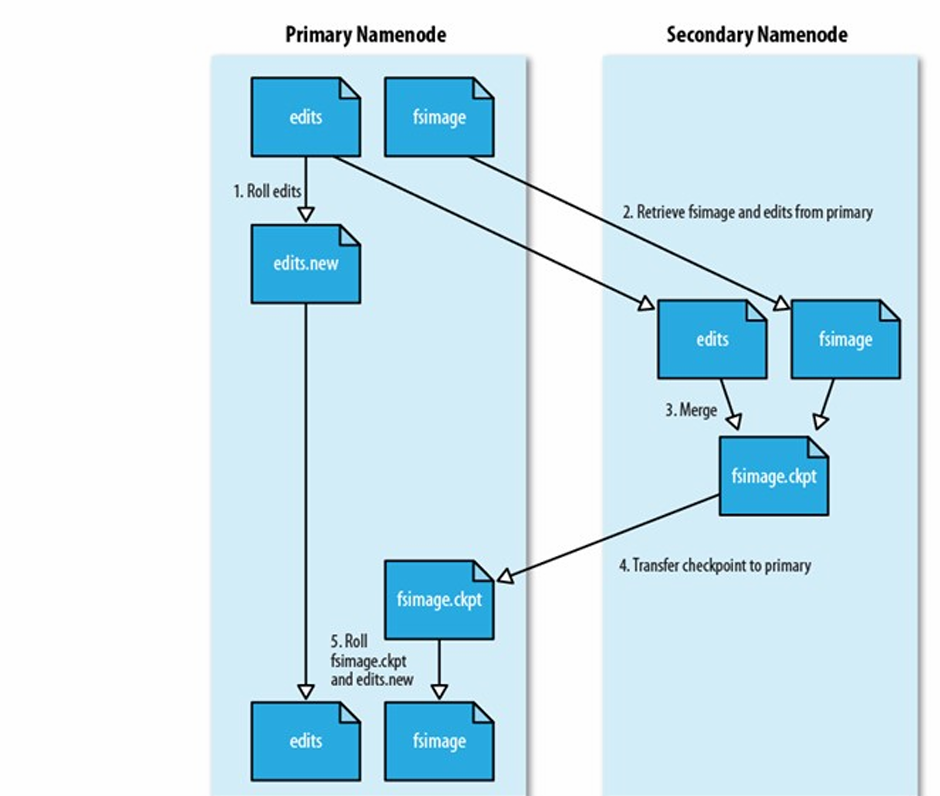 Primary Namenode
Secondary Namenode
edits
fsimage
1. Roll edits
2. Retrieve fsimage and edits from primary
edits.new
edits
fsimage
3. Merge
fsimage.ckpt
4. Transfer checkpoint to primary
fsimage.ckpt
5. Roll
fsimage.ckpt
and edits.new
edits
fsimage